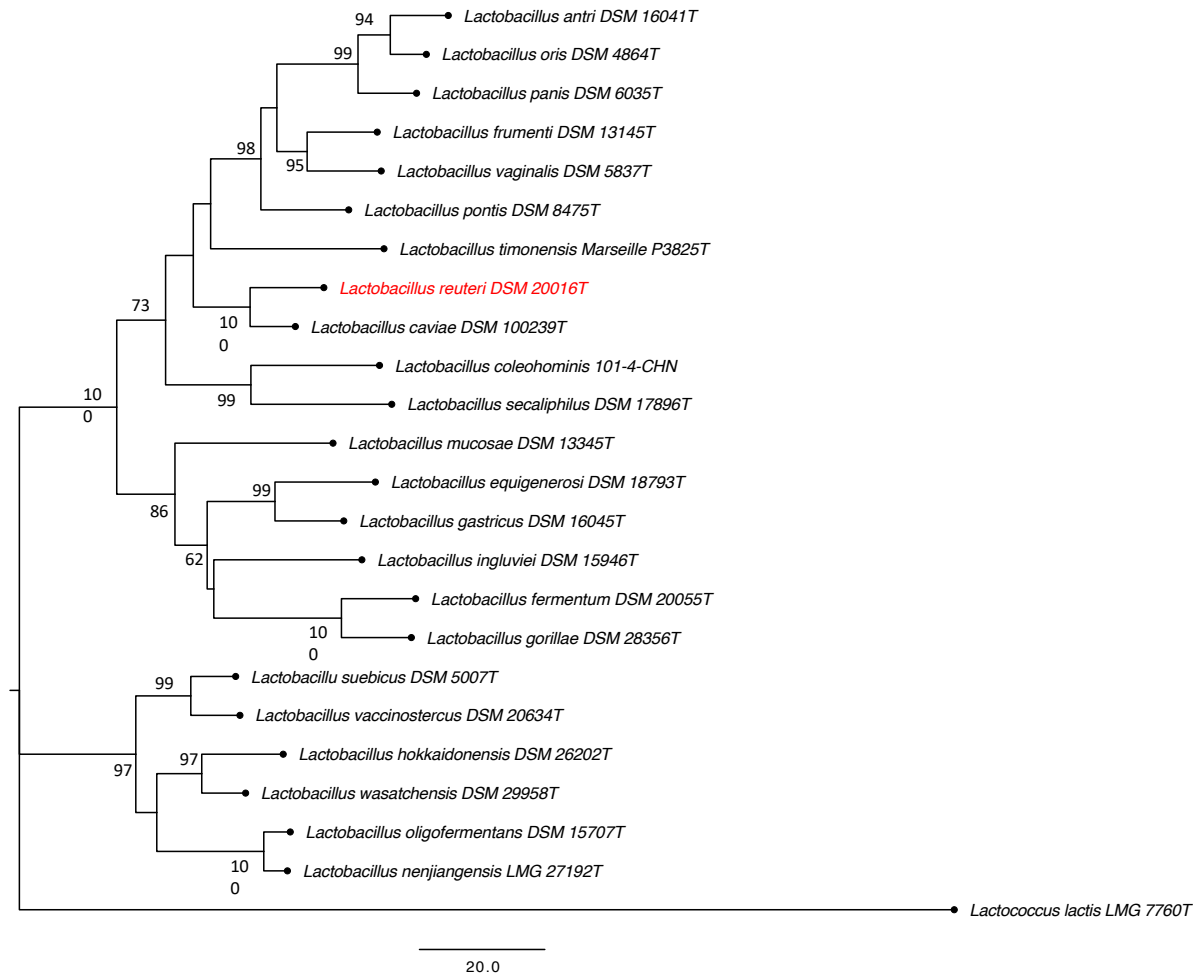 94
Lactobacillus antri DSM 16041T
99
Lactobacillus oris DSM 4864T
Lactobacillus panis DSM 6035T
Lactobacillus frumenti DSM 13145T
98
95
Lactobacillus vaginalis DSM 5837T
Lactobacillus pontis DSM 8475T
Lactobacillus timonensis Marseille P3825T
Lactobacillus reuteri DSM 20016T
73
10
0
Lactobacillus caviae DSM 100239T
Lactobacillus coleohominis 101-4-CHN
99
Lactobacillus secaliphilus DSM 17896T
10
0
Lactobacillus mucosae DSM 13345T
Lactobacillus equigenerosi DSM 18793T
99
86
Lactobacillus gastricus DSM 16045T
62
Lactobacillus ingluviei DSM 15946T
Lactobacillus fermentum DSM 20055T
10
0
Lactobacillus gorillae DSM 28356T
Lactobacillu suebicus DSM 5007T
99
Lactobacillus vaccinostercus DSM 20634T
Lactobacillus hokkaidonensis DSM 26202T
97
97
Lactobacillus wasatchensis DSM 29958T
Lactobacillus oligofermentans DSM 15707T
10
0
Lactobacillus nenjiangensis LMG 27192T
Lactococcus lactis LMG 7760T
20.0